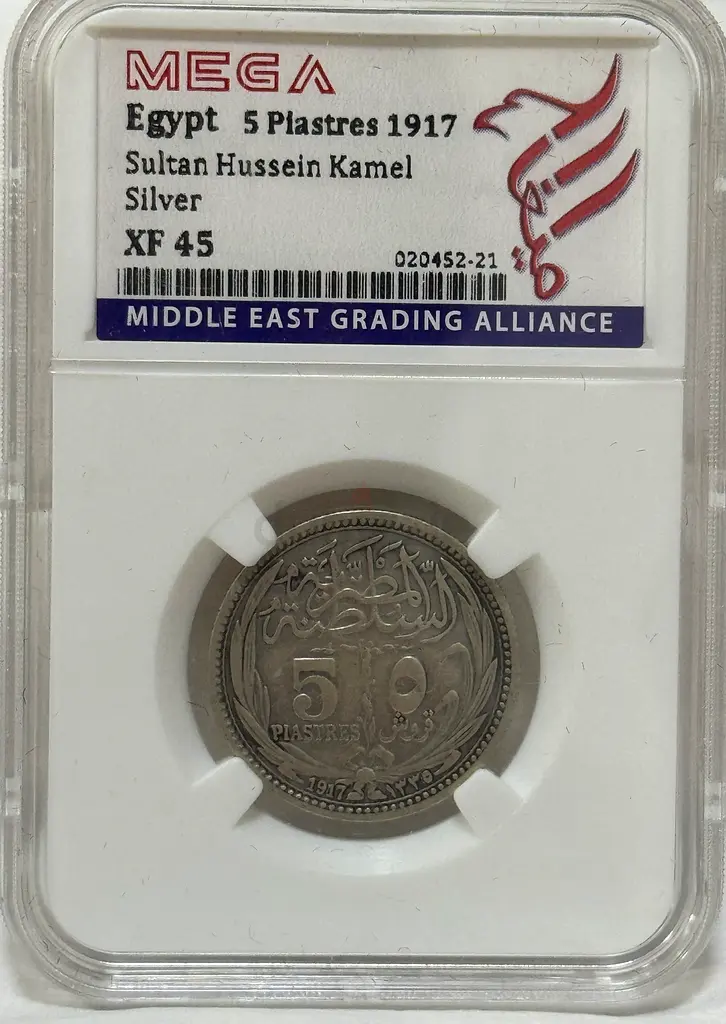 MEGA
Egypt 5 Piastres 1917
Sultan Hussein Kamel
Silver
XF 45
020452-21
ميغا
MIDDLE EAST GRADING ALLIANCE
السلطنة المصرية
5 ٥
PIASTRES قروش
1917 ١٣٣٥